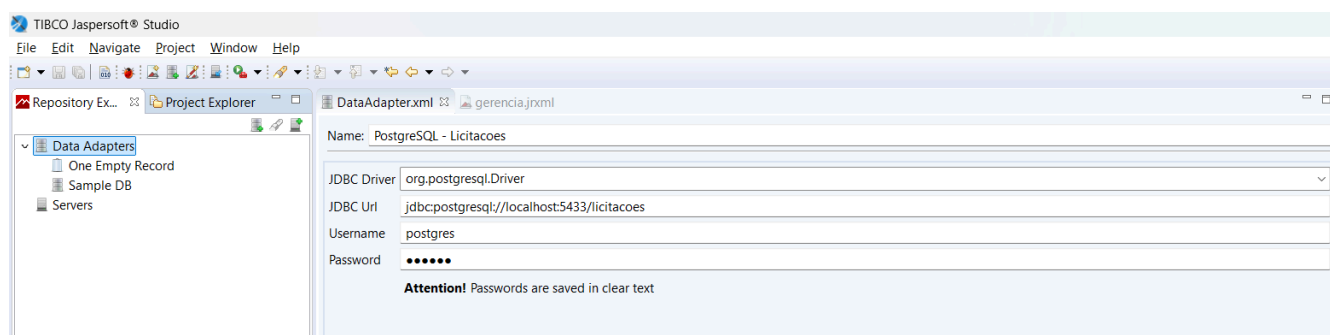 TIBCO Jaspersoft® Studio
File Edit Navigate Project Window Help
010
Repository Ex... Project Explorer
DataAdapter.xml gerencia.jrxml
Name: PostgreSQL - Licitacoes
Data Adapters
One Empty Record
Sample DB
Servers
JDBC Driver org.postgresql.Driver
JDBC Url jdbc:postgresql://localhost:5433/licitacoes
Username postgres
Password ●●●●●●
Attention! Passwords are saved in clear text